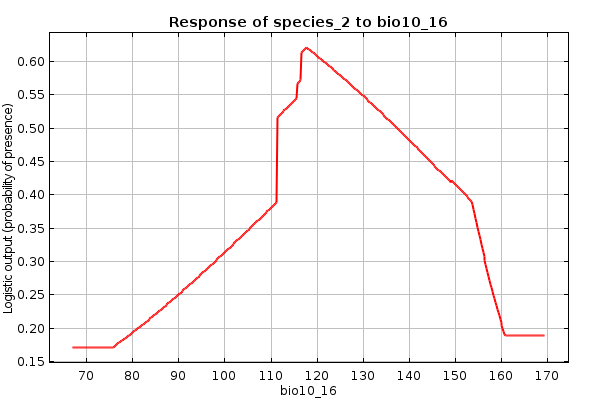 Response of species_2 to bio10_16
Logistic output (probability of presence)
0.60
0.55
0.50
0.45
0.40
0.35
0.30
0.25
0.20
0.15
70 80 90 100 110 120 130 140 150 160 170
bio10_16